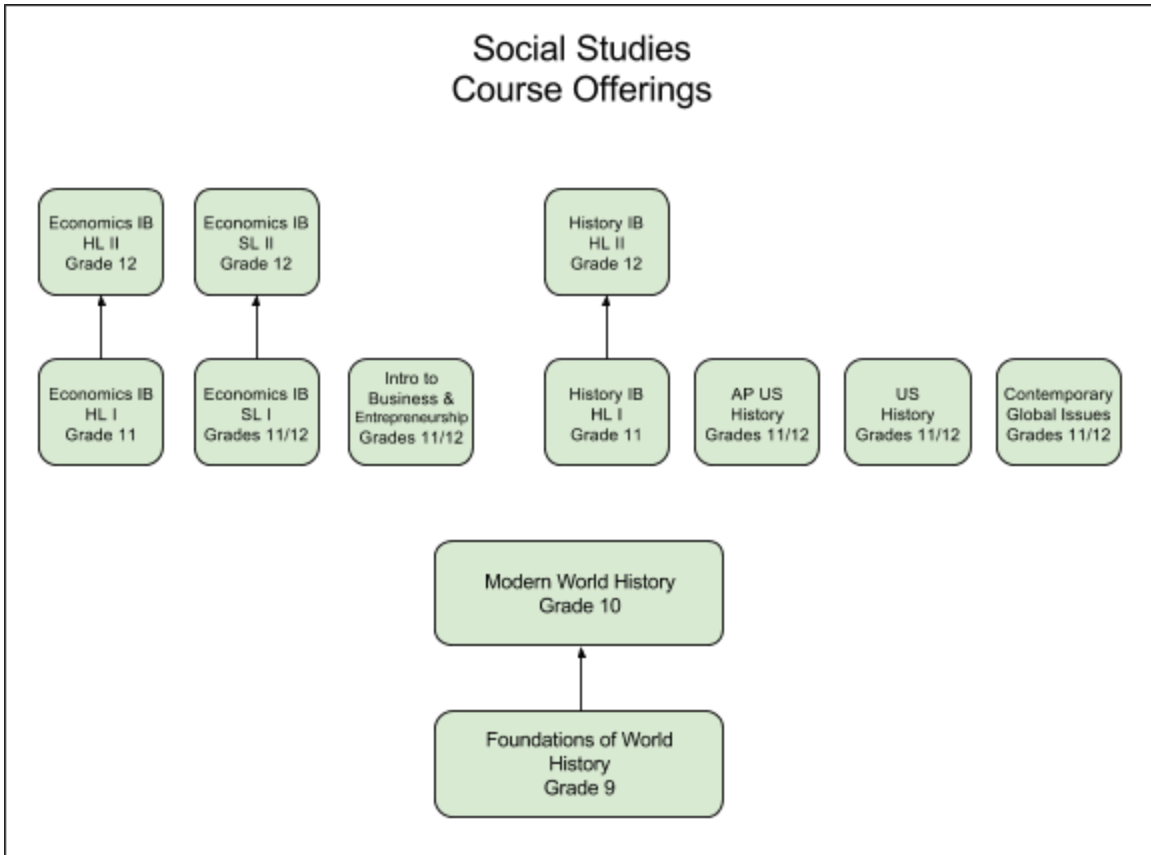 Social Studies
Course Offerings
Economics IB
HL II
Grade 12
Economics IB
SL II
Grade 12
History IB
HL II
Grade 12
Economics IB
HL I
Grade 11
Economics IB
SL I
Grades 11/12
Intro to
Business &
Entrepreneurship
Grades 11/12
History IB
HL I
Grade 11
AP US
History
Grades 11/12
US
History
Grades 11/12
Contemporary
Global Issues
Grades 11/12
Modern World History
Grade 10
Foundations of World
History
Grade 9